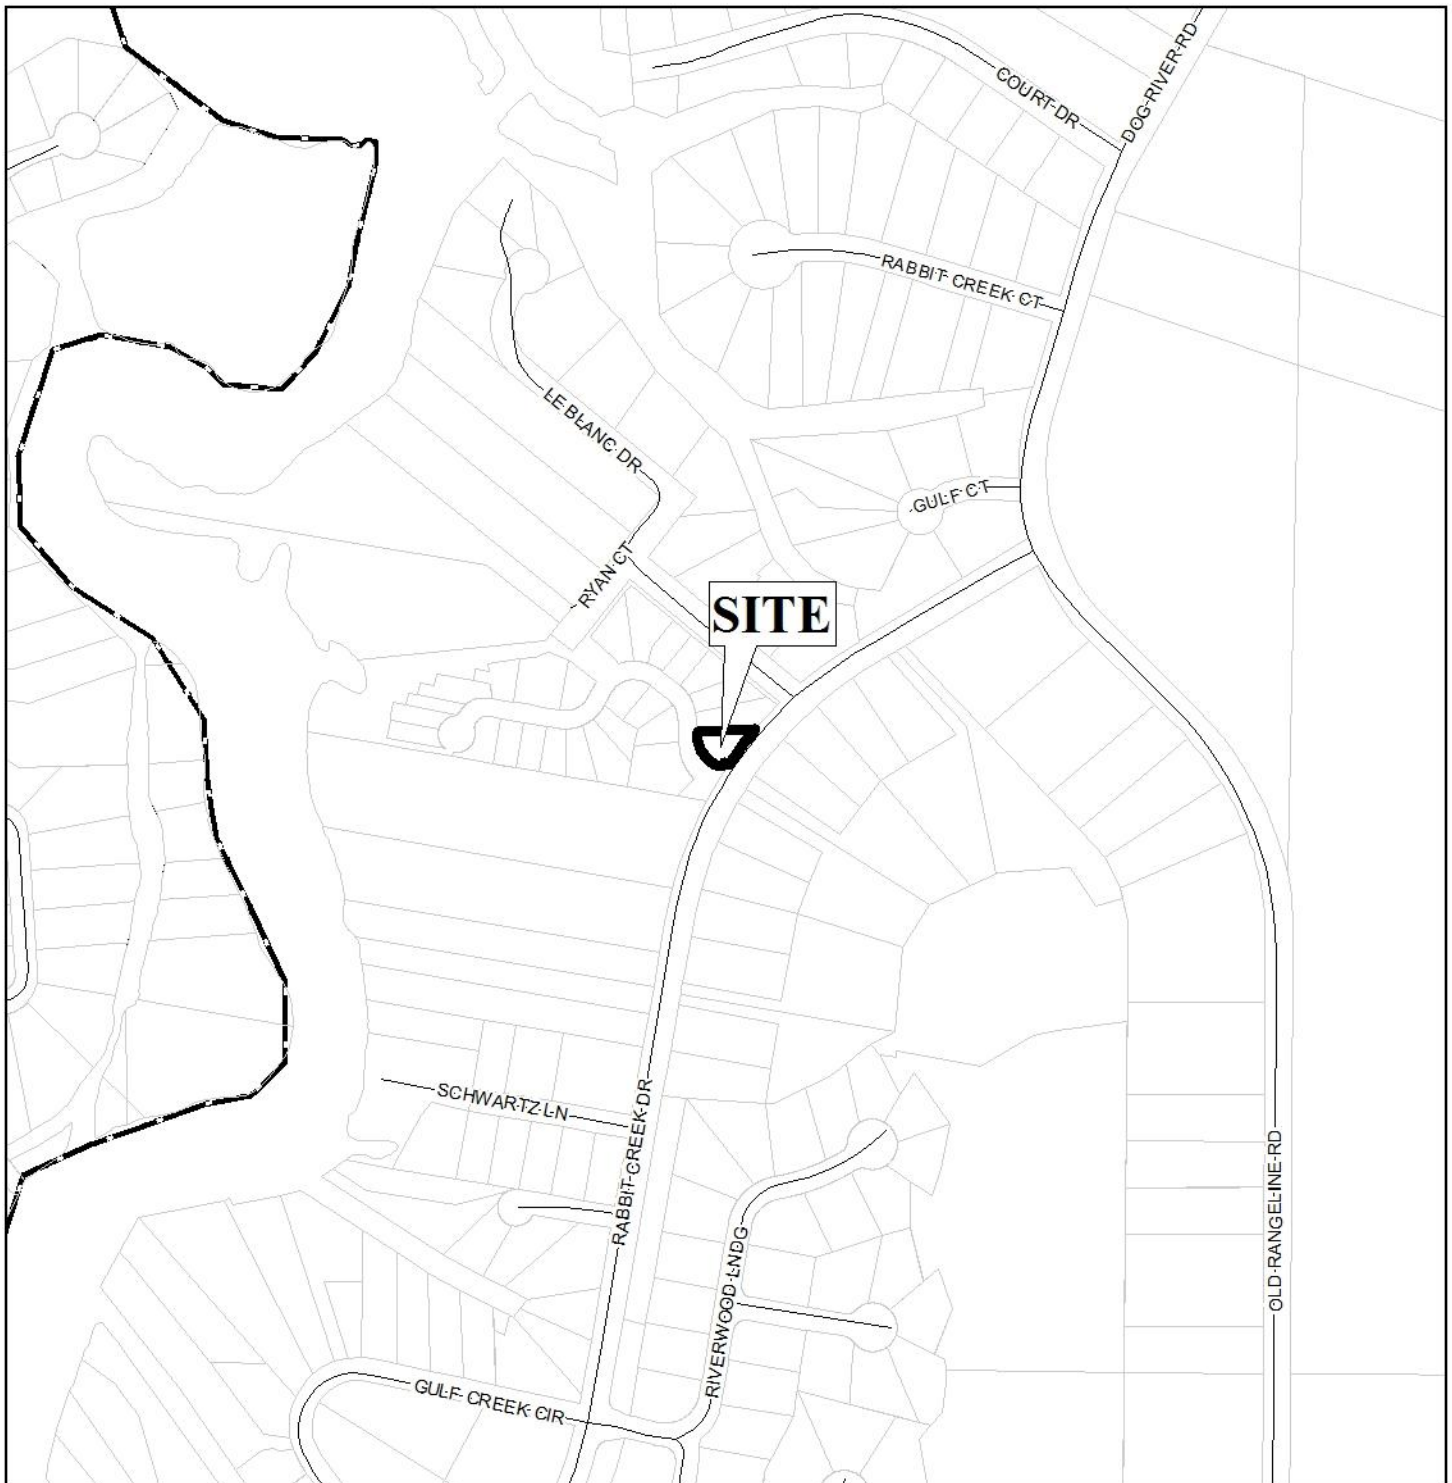 COURT DR
DOG RIVER RD
RABBIT CREEK CT
LE BLANC DR
GULF CT
RYAN CT
SITE
SCHWARTZ LN
RABBIT CREEK DR
OLD RANGELINE RD
RIVERWOOD LNDG
GULF CREEK CIR